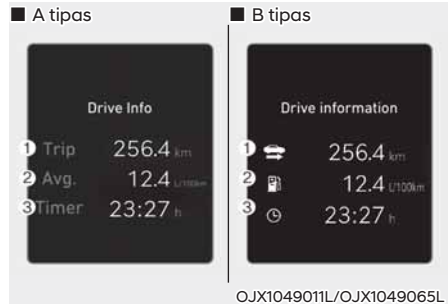 ■ A tipas
■ B tipas
Drive Info
1 Trip 256.4 km
2 Avg. 12.4 L/100km
3 Timer 23:27 h
Drive information
1 256.4 km
2 12.4 L/100km
3 23:27 h
OJX1049011L/OJX1049065L